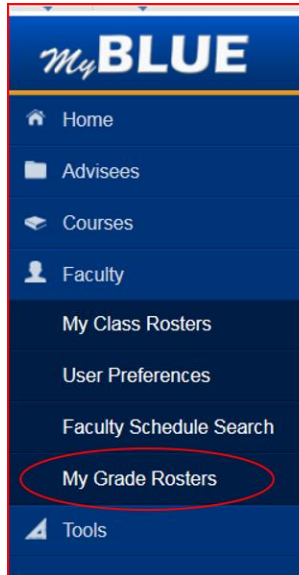 MyBLUE
Home
Advisees
Courses
Faculty
My Class Rosters
User Preferences
Faculty Schedule Search
My Grade Rosters
Tools